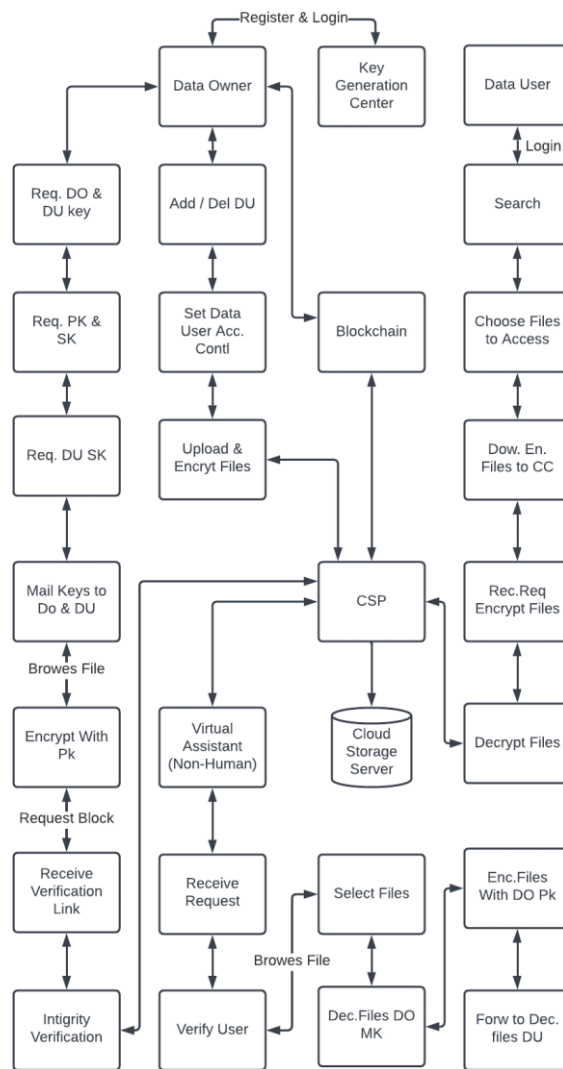 Register & Login
Data Owner
Key
Generation
Center
Data User
Login
Req. DO &
DU key
Add / Del DU
Search
Req. PK &
SK
Set Data
User Acc.
Contl
Blockchain
Choose Files
to Access
Req. DU SK
Upload &
Encryt Files
Dow. En.
Files to CC
Mail Keys to
Do & DU
CSP
Rec.Req
Encrypt Files
Browes File
Encrypt With
Pk
Virtual
Assistant
(Non-Human)
Cloud
Storage
Server
Decrypt Files
Request Block
Receive
Verification
Link
Receive
Request
Select Files
Enc.Files
With DO Pk
Browes File
Intigrity
Verification
Verify User
Dec.Files DO
MK
Forw to Dec.
files DU